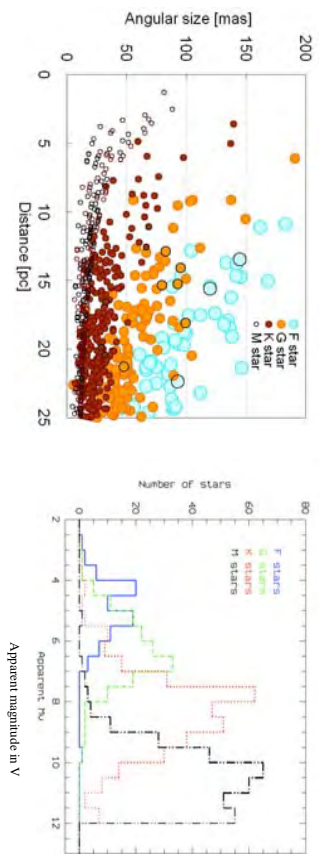 Angular size [mas]
0
50
100
150
200
0
5
10
15
20
25
Distance [pc]
F star
G star
K star
M star
Number of stars
0
20
40
60
80
F stars
G stars
K stars
M stars
2
4
6
8
10
12
Apparent Mv
Apparent magnitude in V